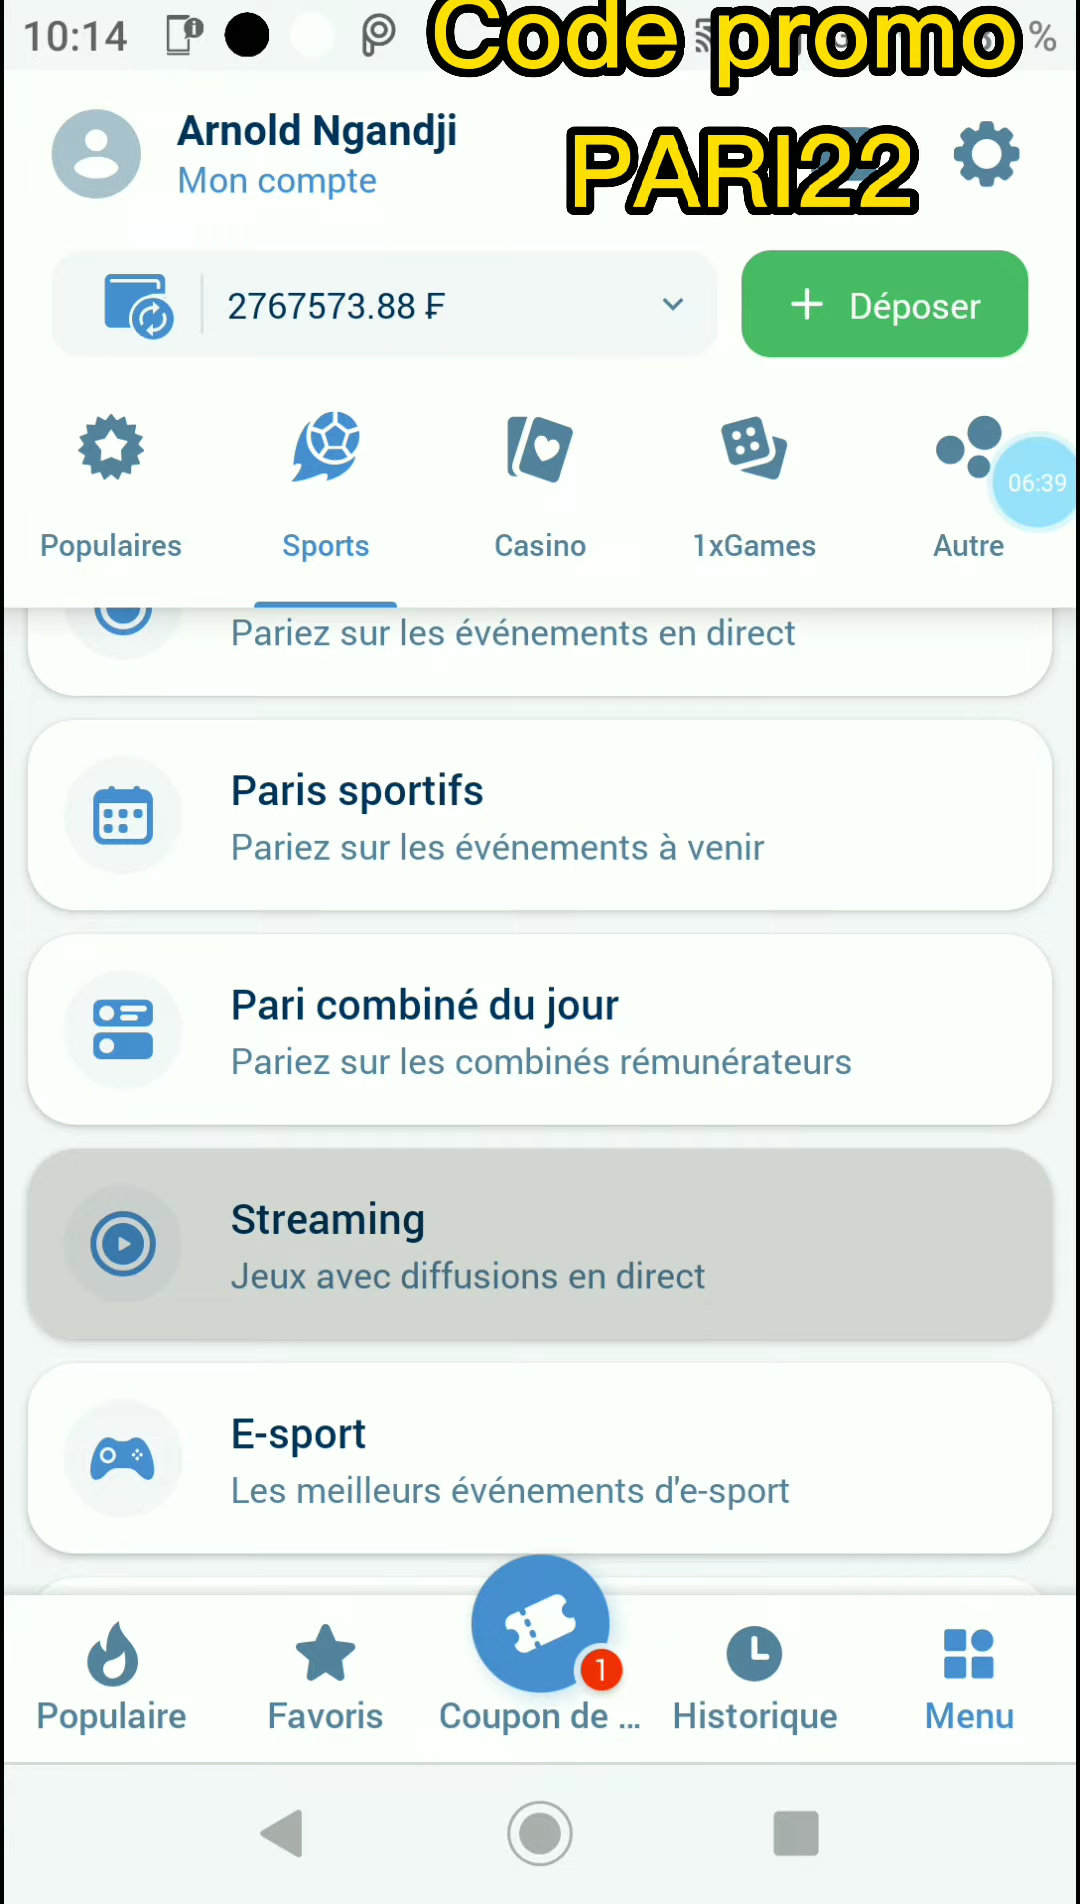 10:14
Code promo
%
Arnold Ngandji
Mon compte
PARI22
2767573.88 ₣
+ Déposer
Populaires
Sports
Casino
1xGames
Autre
06:39
Pariez sur les événements en direct
Paris sportifs
Pariez sur les événements à venir
Pari combiné du jour
Pariez sur les combinés rémunérateurs
Streaming
Jeux avec diffusions en direct
E-sport
Les meilleurs événements d'e-sport
1
Populaire
Favoris
Coupon de ...
Historique
Menu